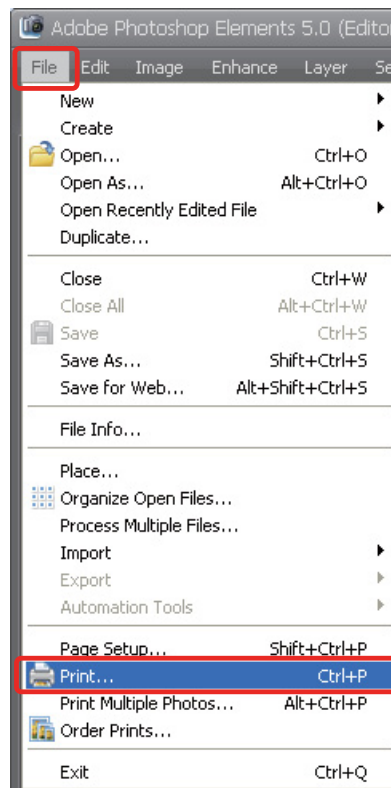 Adobe Photoshop Elements 5.0 (Editor
File Edit Image Enhance Layer Se
New
Create
Open... Ctrl+O
Open As... Alt+Ctrl+O
Open Recently Edited File
Duplicate...
Close Ctrl+W
Close All Alt+Ctrl+W
Save Ctrl+S
Save As... Shift+Ctrl+S
Save for Web... Alt+Shift+Ctrl+S
File Info...
Place...
Organize Open Files...
Process Multiple Files...
Import
Export
Automation Tools
Page Setup... Shift+Ctrl+P
Print... Ctrl+P
Print Multiple Photos... Alt+Ctrl+P
Order Prints...
Exit Ctrl+Q